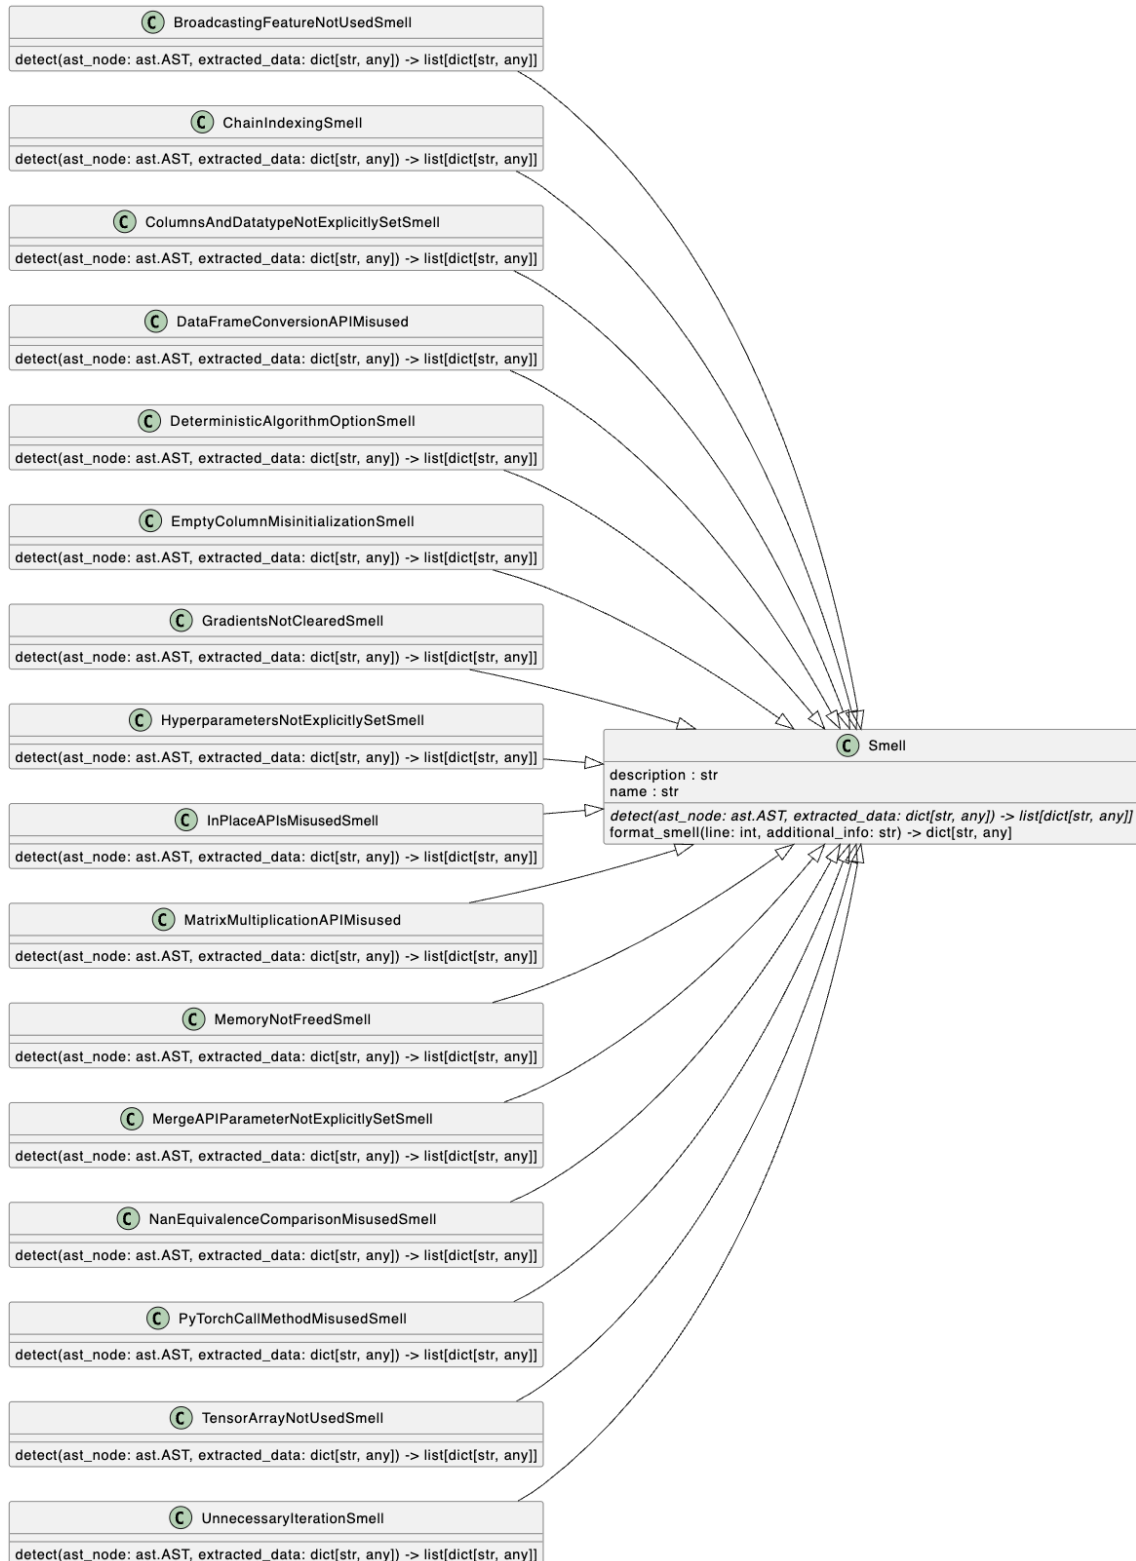 C BroadcastingFeatureNotUsedSmell
detect(ast_node: ast.AST, extracted_data: dict[str, any]) -> list[dict[str, any]]
C ChainIndexingSmell
detect(ast_node: ast.AST, extracted_data: dict[str, any]) -> list[dict[str, any]]
C ColumnsAndDatatypeNotExplicitlySetSmell
detect(ast_node: ast.AST, extracted_data: dict[str, any]) -> list[dict[str, any]]
C DataFrameConversionAPIMisused
detect(ast_node: ast.AST, extracted_data: dict[str, any]) -> list[dict[str, any]]
C DeterministicAlgorithmOptionSmell
detect(ast_node: ast.AST, extracted_data: dict[str, any]) -> list[dict[str, any]]
C EmptyColumnMisinitializationSmell
detect(ast_node: ast.AST, extracted_data: dict[str, any]) -> list[dict[str, any]]
C GradientsNotClearedSmell
detect(ast_node: ast.AST, extracted_data: dict[str, any]) -> list[dict[str, any]]
C HyperparametersNotExplicitlySetSmell
detect(ast_node: ast.AST, extracted_data: dict[str, any]) -> list[dict[str, any]]
C InPlaceAPIsMisusedSmell
detect(ast_node: ast.AST, extracted_data: dict[str, any]) -> list[dict[str, any]]
C MatrixMultiplicationAPIMisused
detect(ast_node: ast.AST, extracted_data: dict[str, any]) -> list[dict[str, any]]
C MemoryNotFreedSmell
detect(ast_node: ast.AST, extracted_data: dict[str, any]) -> list[dict[str, any]]
C MergeAPIParameterNotExplicitlySetSmell
detect(ast_node: ast.AST, extracted_data: dict[str, any]) -> list[dict[str, any]]
C NanEquivalenceComparisonMisusedSmell
detect(ast_node: ast.AST, extracted_data: dict[str, any]) -> list[dict[str, any]]
C PyTorchCallMethodMisusedSmell
detect(ast_node: ast.AST, extracted_data: dict[str, any]) -> list[dict[str, any]]
C TensorArrayNotUsedSmell
detect(ast_node: ast.AST, extracted_data: dict[str, any]) -> list[dict[str, any]]
C UnnecessaryIterationSmell
detect(ast_node: ast.AST, extracted_data: dict[str, any]) -> list[dict[str, any]]
C Smell
description : str
name : str
detect(ast_node: ast.AST, extracted_data: dict[str, any]) -> list[dict[str, any]]
format_smell(line: int, additional_info: str) -> dict[str, any]